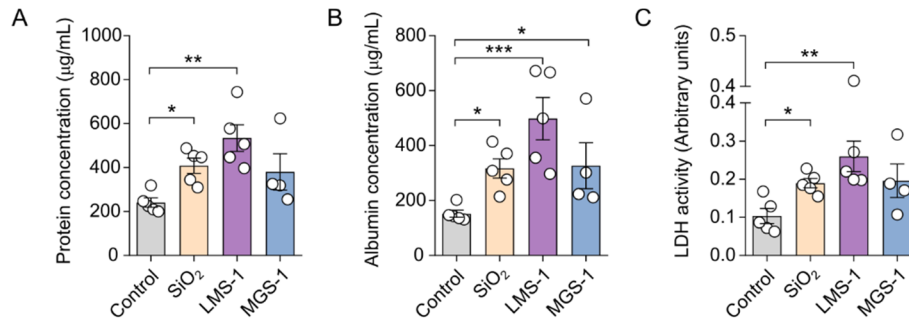 A
Protein concentration (μg/mL)
1000
800
600
400
200
0
**
*
Control
SiO₂
LMS-1
MGS-1
B
Albumin concentration (μg/mL)
800
600
400
200
0
*
***
*
Control
SiO₂
LMS-1
MGS-1
C
LDH activity (Arbitrary units)
0.5
0.4
0.4
0.3
0.2
0.1
0.0
**
*
Control
SiO₂
LMS-1
MGS-1